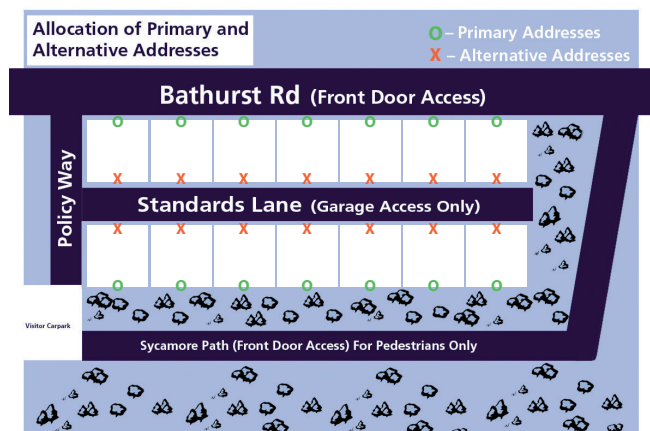 Allocation of Primary and
Alternative Addresses
O – Primary Addresses
X – Alternative Addresses
Bathurst Rd (Front Door Access)
O O O O O O O
Policy Way
X X X X X X X
Standards Lane (Garage Access Only)
X X X X X X X
O O O O O O O
Visitor Carpark
Sycamore Path (Front Door Access) For Pedestrians Only